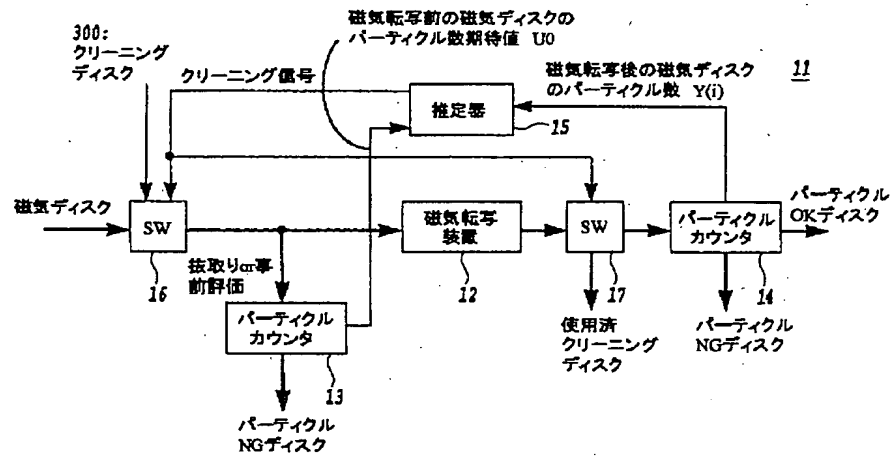 磁気転写前の磁気ディスクの
パーティクル数期待値 U0
300:
クリーニング
ディスク
クリーニング信号
磁気転写後の磁気ディスク
のパーティクル数 Y(i)
11
推定器
15
磁気ディスク
SW
16
抜取りor事
前評価
磁気転写
装置
12
SW
17
パーティクル
カウンタ
14
パーティクル
OKディスク
パーティクル
カウンタ
13
使用済
クリーニング
ディスク
パーティクル
NGディスク
パーティクル
NGディスク